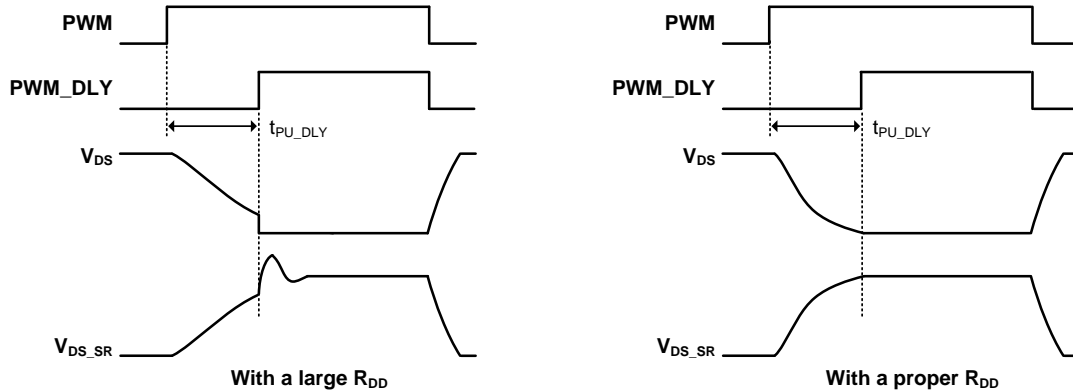 PWM
PWM_DLY
tPU_DLY
VDS
VDS_SR
With a large RDD
PWM
PWM_DLY
tPU_DLY
VDS
VDS_SR
With a proper RDD